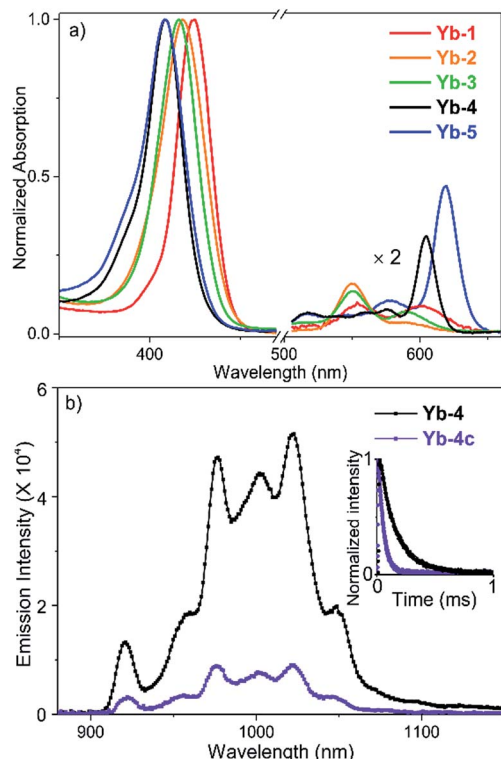 a)
Normalized Absorption
1.0
0.5
0.0
Yb-1
Yb-2
Yb-3
Yb-4
Yb-5
× 2
400
500
600
Wavelength (nm)
b)
Emission Intensity (X 10⁴)
6
4
2
0
Yb-4
Yb-4c
Normalized intensity
1
0
0
1
Time (ms)
900
1000
1100
Wavelength (nm)